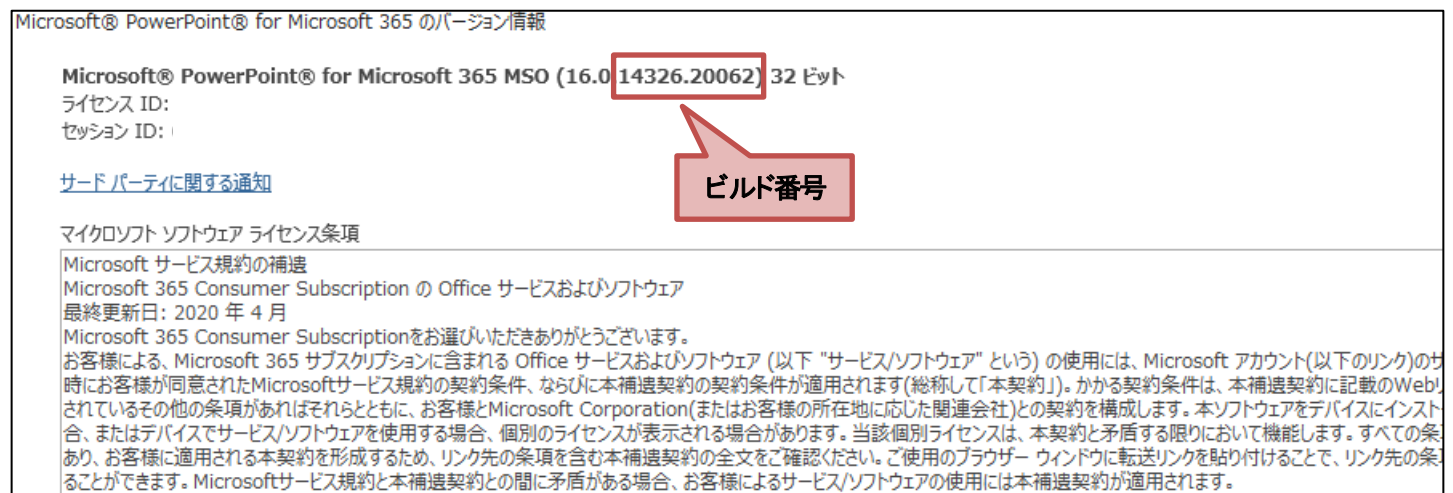 Microsoft® PowerPoint® for Microsoft 365 のバージョン情報
Microsoft® PowerPoint® for Microsoft 365 MSO (16.0.14326.20062) 32 ビット
ライセンス ID:
セッション ID:
ビルド番号
サード パーティに関する通知
マイクロソフト ソフトウェア ライセンス条項
Microsoft サービス規約の補遺
Microsoft 365 Consumer Subscription の Office サービスおよびソフトウェア
最終更新日: 2020 年 4 月
Microsoft 365 Consumer Subscriptionをお選びいただきありがとうございます。
お客様による、Microsoft 365 サブスクリプションに含まれる Office サービスおよびソフトウェア (以下 "サービス/ソフトウェア" という) の使用には、Microsoft アカウント(以下のリンク)のサ
時にお客様が同意されたMicrosoftサービス規約の契約条件、ならびに本補遺契約の契約条件が適用されます(総称して「本契約」)。かかる契約条件は、本補遺契約に記載のWebリ
されているその他の条項があればそれらとともに、お客様とMicrosoft Corporation(またはお客様の所在地に応じた関連会社)との契約を構成します。本ソフトウェアをデバイスにインスト
合、またはデバイスでサービス/ソフトウェアを使用する場合、個別のライセンスが表示される場合があります。当該個別ライセンスは、本契約と矛盾する限りにおいて機能します。すべての条
あり、お客様に適用される本契約を形成するため、リンク先の条項を含む本補遺契約の全文をご確認ください。ご使用のブラウザー ウィンドウに転送リンクを貼り付けることで、リンク先の条
ることができます。Microsoftサービス規約と本補遺契約との間に矛盾がある場合、お客様によるサービス/ソフトウェアの使用には本補遺契約が適用されます。